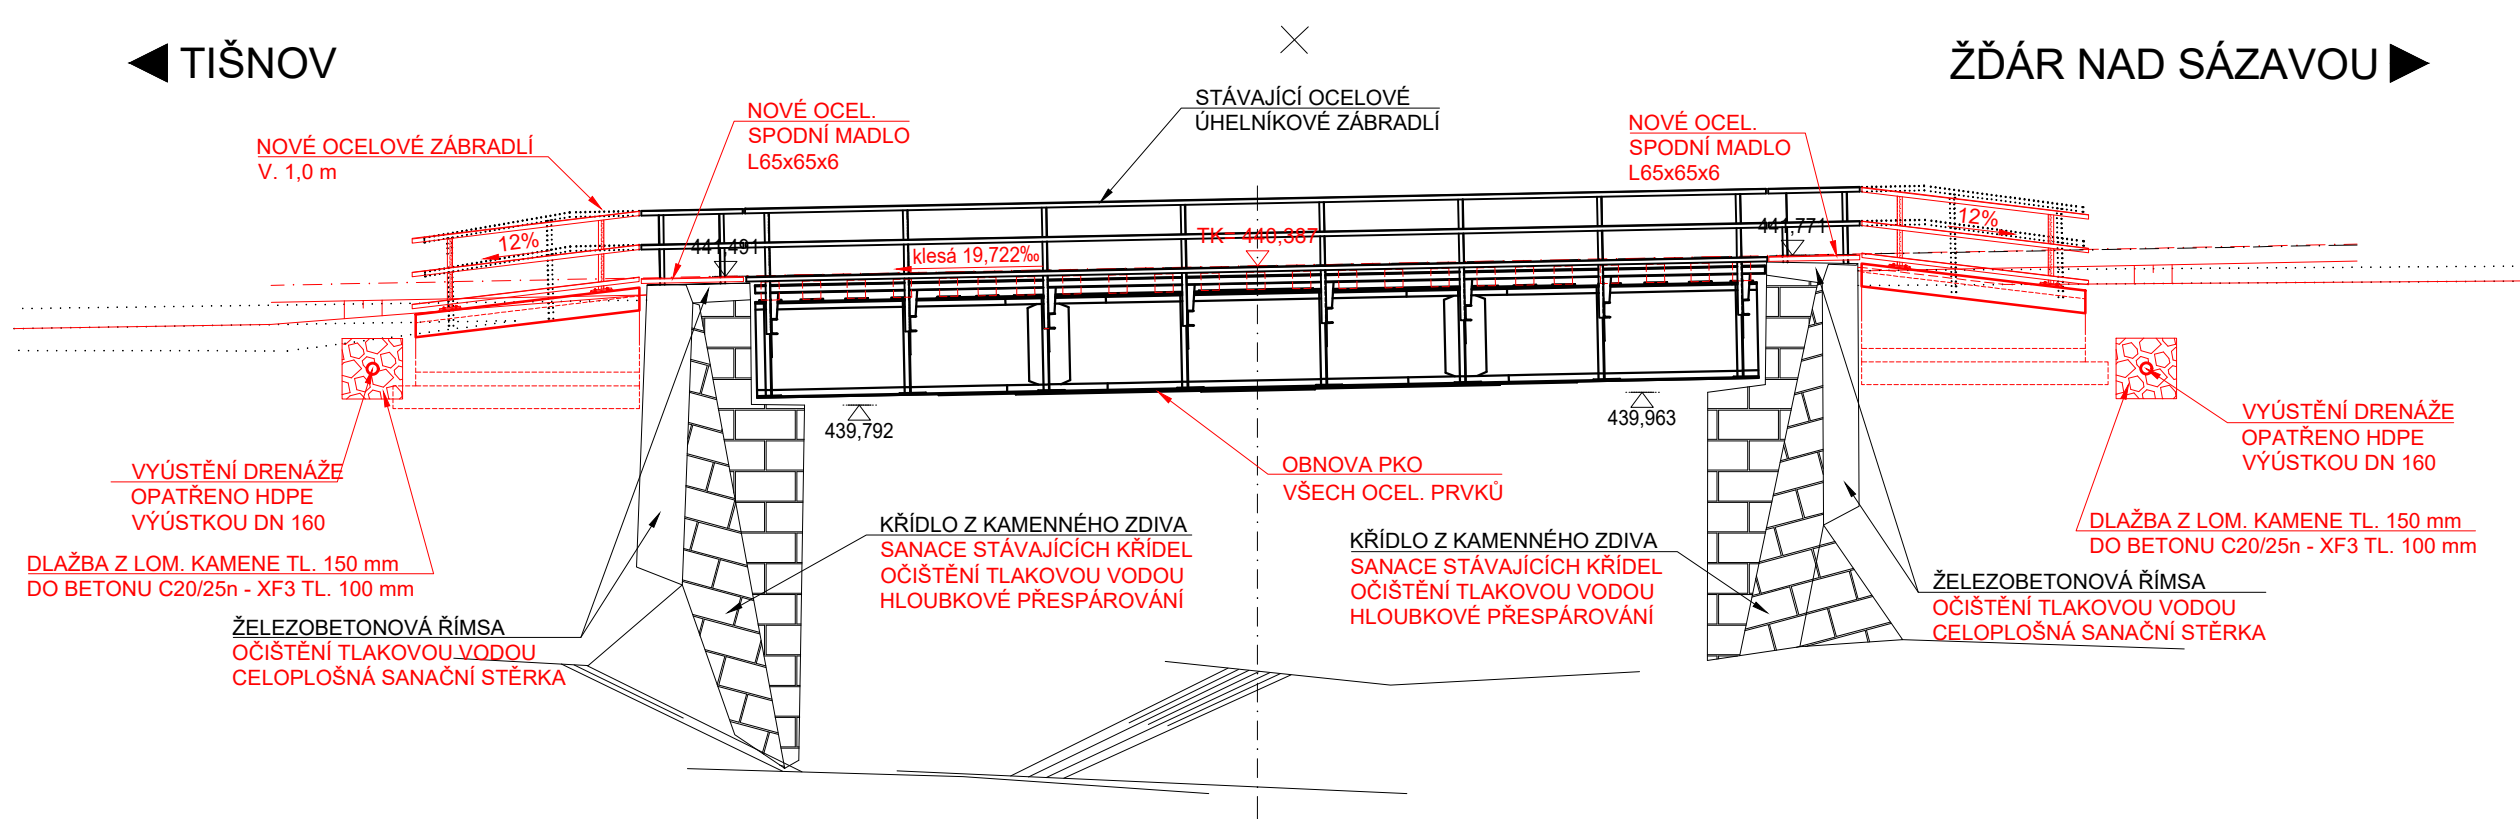 TIŠNOV
ŽĎÁR NAD SÁZAVOU
NOVÉ OCELOVÉ ZÁBRADLÍ
V. 1,0 m
NOVÉ OCEL.
SPODNÍ MADLO
L65x65x6
STÁVAJÍCÍ OCELOVÉ
ÚHELNÍKOVÉ ZÁBRADLÍ
NOVÉ OCEL.
SPODNÍ MADLO
L65x65x6
12%
441,491
klesá 19,722‰
TK= 440,387
441,771
12%
439,792
439,963
VYÚSTĚNÍ DRENÁŽE
OPATŘENO HDPE
VÝÚSTKOU DN 160
DLAŽBA Z LOM. KAMENE TL. 150 mm
DO BETONU C20/25n - XF3 TL. 100 mm
ŽELEZOBETONOVÁ ŘÍMSA
OČIŠTĚNÍ TLAKOVOU VODOU
CELOPLOŠNÁ SANAČNÍ STĚRKA
KŘÍDLO Z KAMENNÉHO ZDIVA
SANACE STÁVAJÍCÍCH KŘÍDEL
OČIŠTĚNÍ TLAKOVOU VODOU
HLOUBKOVÉ PŘESPÁROVÁNÍ
OBNOVA PKO
VŠECH OCEL. PRVKŮ
KŘÍDLO Z KAMENNÉHO ZDIVA
SANACE STÁVAJÍCÍCH KŘÍDEL
OČIŠTĚNÍ TLAKOVOU VODOU
HLOUBKOVÉ PŘESPÁROVÁNÍ
VYÚSTĚNÍ DRENÁŽE
OPATŘENO HDPE
VÝÚSTKOU DN 160
DLAŽBA Z LOM. KAMENE TL. 150 mm
DO BETONU C20/25n - XF3 TL. 100 mm
ŽELEZOBETONOVÁ ŘÍMSA
OČIŠTĚNÍ TLAKOVOU VODOU
CELOPLOŠNÁ SANAČNÍ STĚRKA